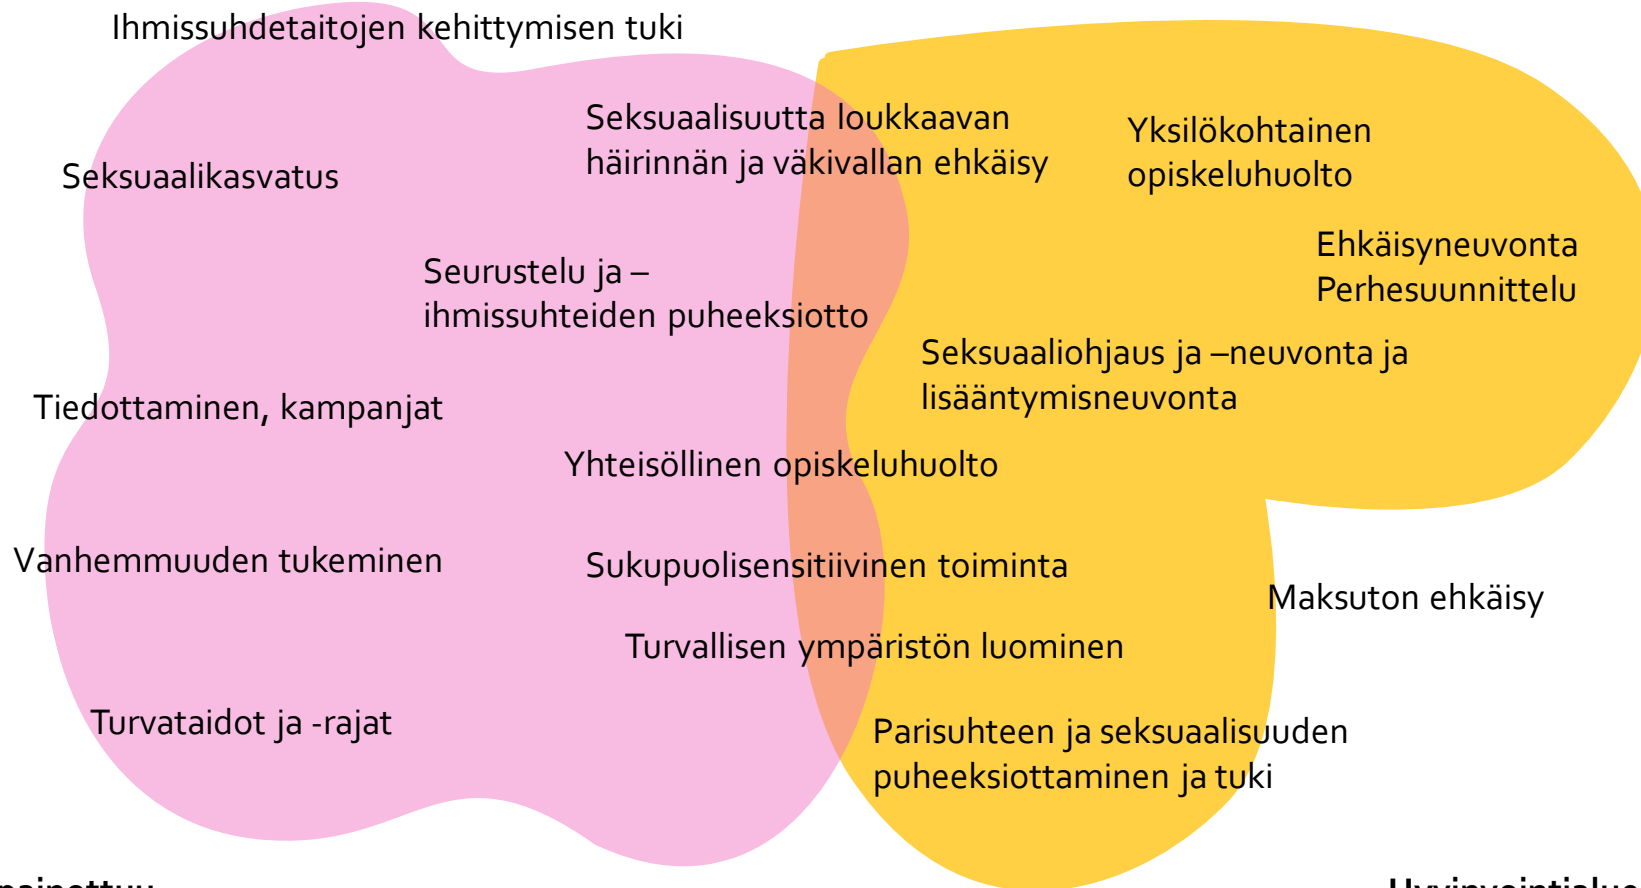 Ihmissuhdetaitojen kehittymisen tuki
Seksuaalisuutta loukkaavan
häirinnän ja väkivallan ehkäisy
Yksilökohtainen
opiskeluhuolto
Seksuaalikasvatus
Ehkäisyneuvonta
Perhesuunnittelu
Seurustelu ja –
ihmissuhteiden puheeksiotto
Seksuaaliohjaus ja –neuvonta ja
lisääntymisneuvonta
Tiedottaminen, kampanjat
Yhteisöllinen opiskeluhuolto
Vanhemmuuden tukeminen
Sukupuolisensitiivinen toiminta
Maksuton ehkäisy
Turvallisen ympäristön luominen
Turvataidot ja -rajat
Parisuhteen ja seksuaalisuuden
puheeksiottaminen ja tuki